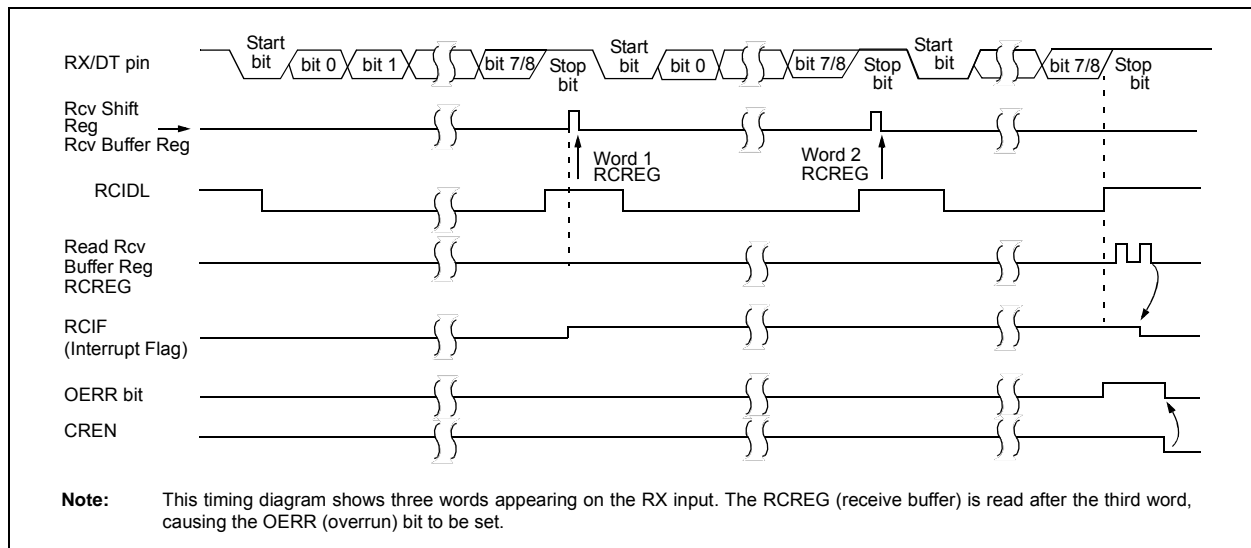 Start
bit
bit 0
bit 1
bit 7/8
Stop
bit
Start
bit
bit 0
bit 7/8
Stop
bit
Start
bit
bit 7/8
Stop
bit
RX/DT pin
Rcv Shift
Reg
Rcv Buffer Reg
Word 1
RCREG
Word 2
RCREG
RCIDL
Read Rcv
Buffer Reg
RCREG
RCIF
(Interrupt Flag)
OERR bit
CREN
Note: This timing diagram shows three words appearing on the RX input. The RCREG (receive buffer) is read after the third word,
causing the OERR (overrun) bit to be set.